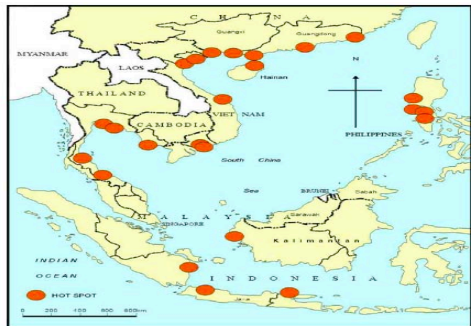 C H I N A
Guangxi
Guangdong
MYANMAR
LAOS
Hainan
N
THAILAND
CAMBODIA
VIET NAM
PHILIPPINES
South China
Sea
BRUNEI
Sabah
MALAYSIA
Sarawak
SINGAPORE
Kalimantan
INDIAN
OCEAN
INDONESIA
HOT SPOT
Java
0 200 400 600 800km